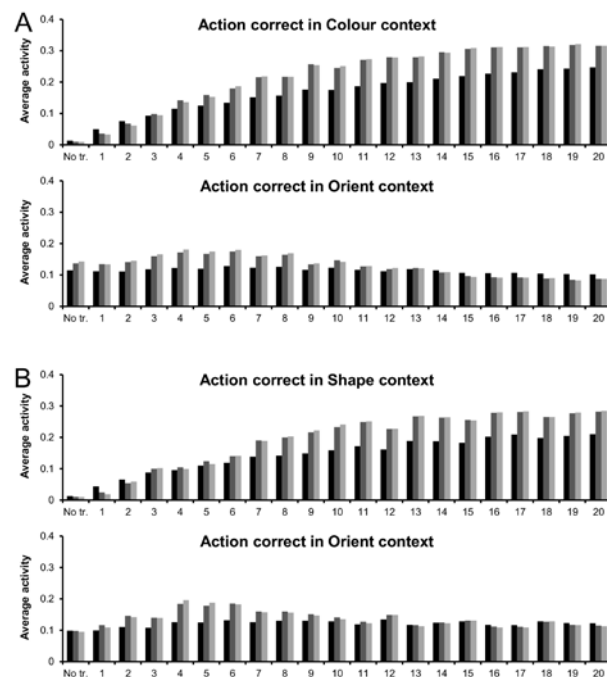 A
Action correct in Colour context
Average activity
0.4
0.3
0.2
0.1
0
No tr. 1 2 3 4 5 6 7 8 9 10 11 12 13 14 15 16 17 18 19 20
Action correct in Orient context
Average activity
0.4
0.3
0.2
0.1
0
No tr. 1 2 3 4 5 6 7 8 9 10 11 12 13 14 15 16 17 18 19 20
B
Action correct in Shape context
Average activity
0.4
0.3
0.2
0.1
0
No tr. 1 2 3 4 5 6 7 8 9 10 11 12 13 14 15 16 17 18 19 20
Action correct in Orient context
Average activity
0.4
0.3
0.2
0.1
0
No tr. 1 2 3 4 5 6 7 8 9 10 11 12 13 14 15 16 17 18 19 20